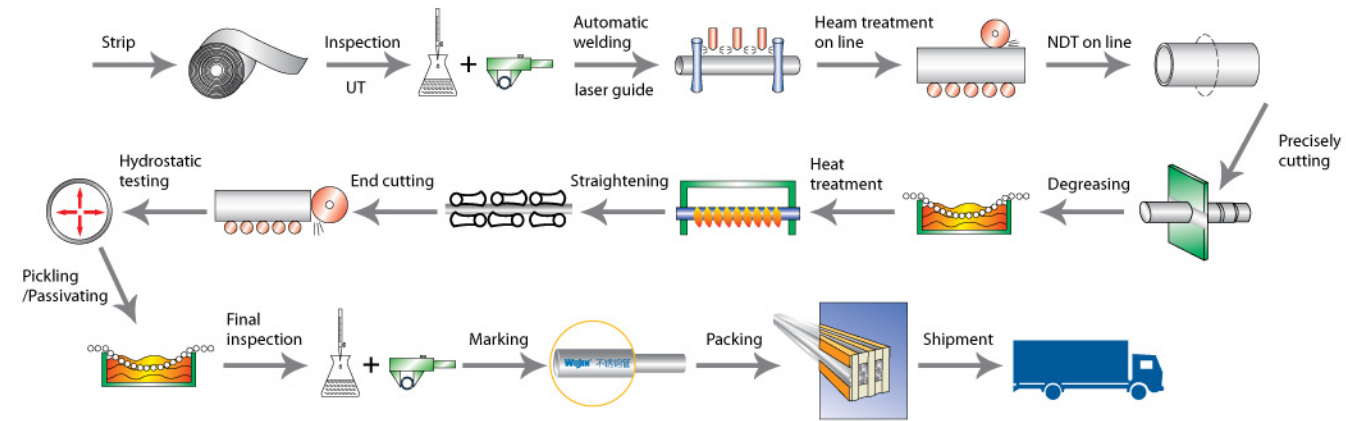 Strip
Inspection
UT
Automatic
welding
laser guide
Heam treatment
on line
NDT on line
Precisely
cutting
Degreasing
Heat
treatment
Straightening
End cutting
Hydrostatic
testing
Pickling
/Passivating
Final
inspection
Marking
Wujin 不锈钢管
Packing
Shipment